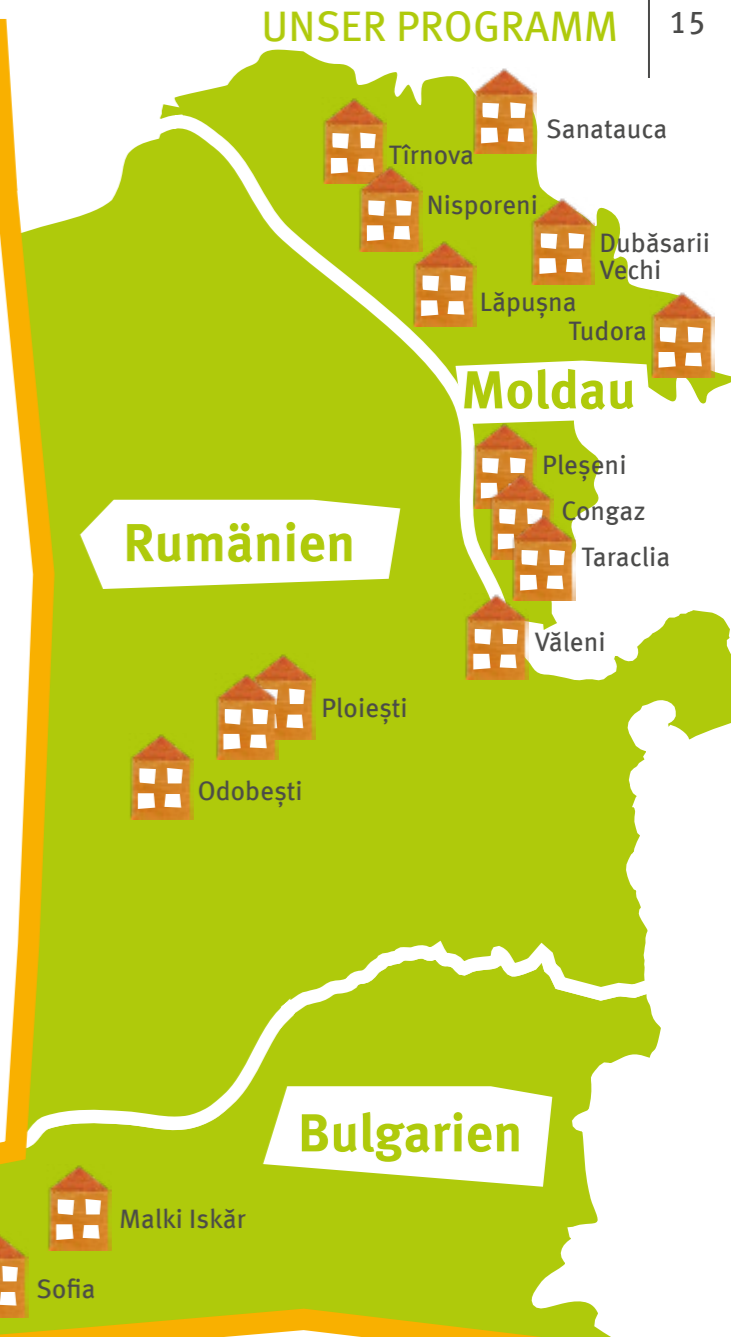 UNSER PROGRAMM
15
Sanatauca
Tîrnova
Nisporeni
Dubăsarii
Vechi
Lăpușna
Tudora
Moldau
Pleșeni
Congaz
Taraclia
Rumänien
Văleni
Ploiești
Odobești
Bulgarien
Malki Iskăr
Sofia